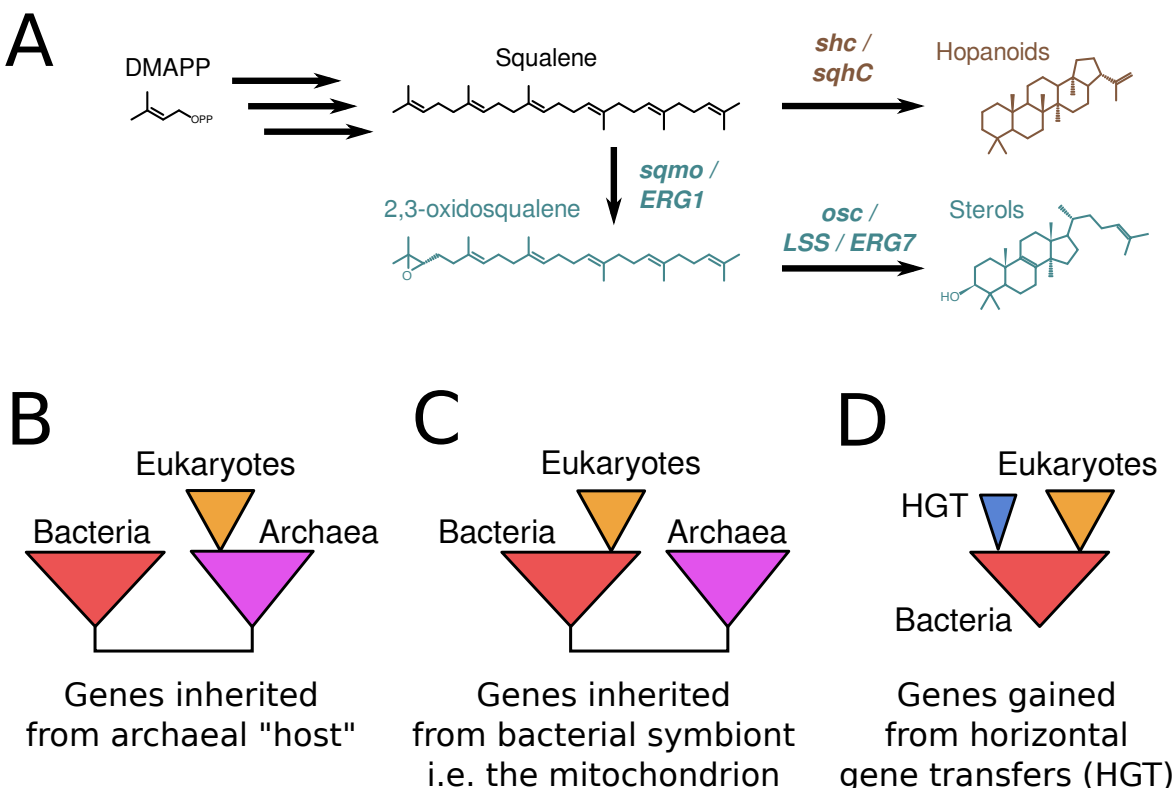 A
DMAPP
OPP
Squalene
shc /
sqhC
Hopanoids
sqmo /
ERG1
2,3-oxidosqualene
O
osc /
LSS / ERG7
Sterols
HO
B
Eukaryotes
Bacteria
Archaea
Genes inherited
from archaeal "host"
C
Eukaryotes
Bacteria
Archaea
Genes inherited
from bacterial symbiont
i.e. the mitochondrion
D
Eukaryotes
HGT
Bacteria
Genes gained
from horizontal
gene transfers (HGT)